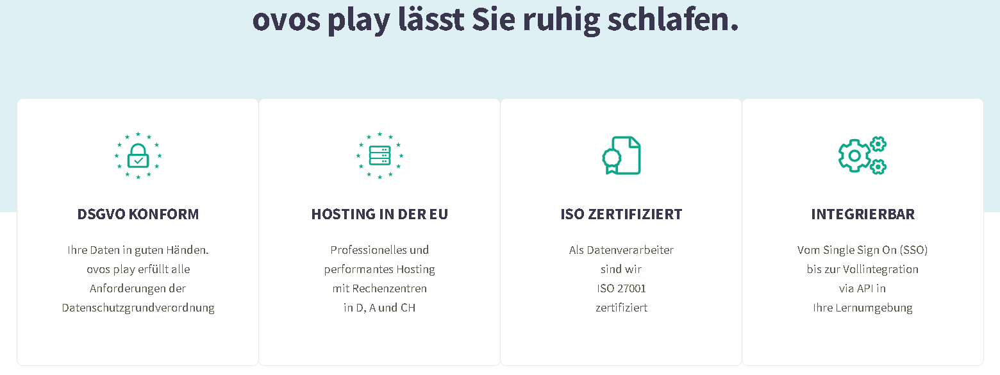 ovos play lässt Sie ruhig schlafen.
DSGVO KONFORM
Ihre Daten in guten Händen.
ovos play erfüllt alle
Anforderungen der
Datenschutzgrundverordnung
HOSTING IN DER EU
Professionelles und
performantes Hosting
mit Rechenzentren
in D, A und CH
ISO ZERTIFIZIERT
Als Datenverarbeiter
sind wir
ISO 27001
zertifiziert
INTEGRIERBAR
Vom Single Sign On (SSO)
bis zur Vollintegration
via API in
Ihre Lernumgebung